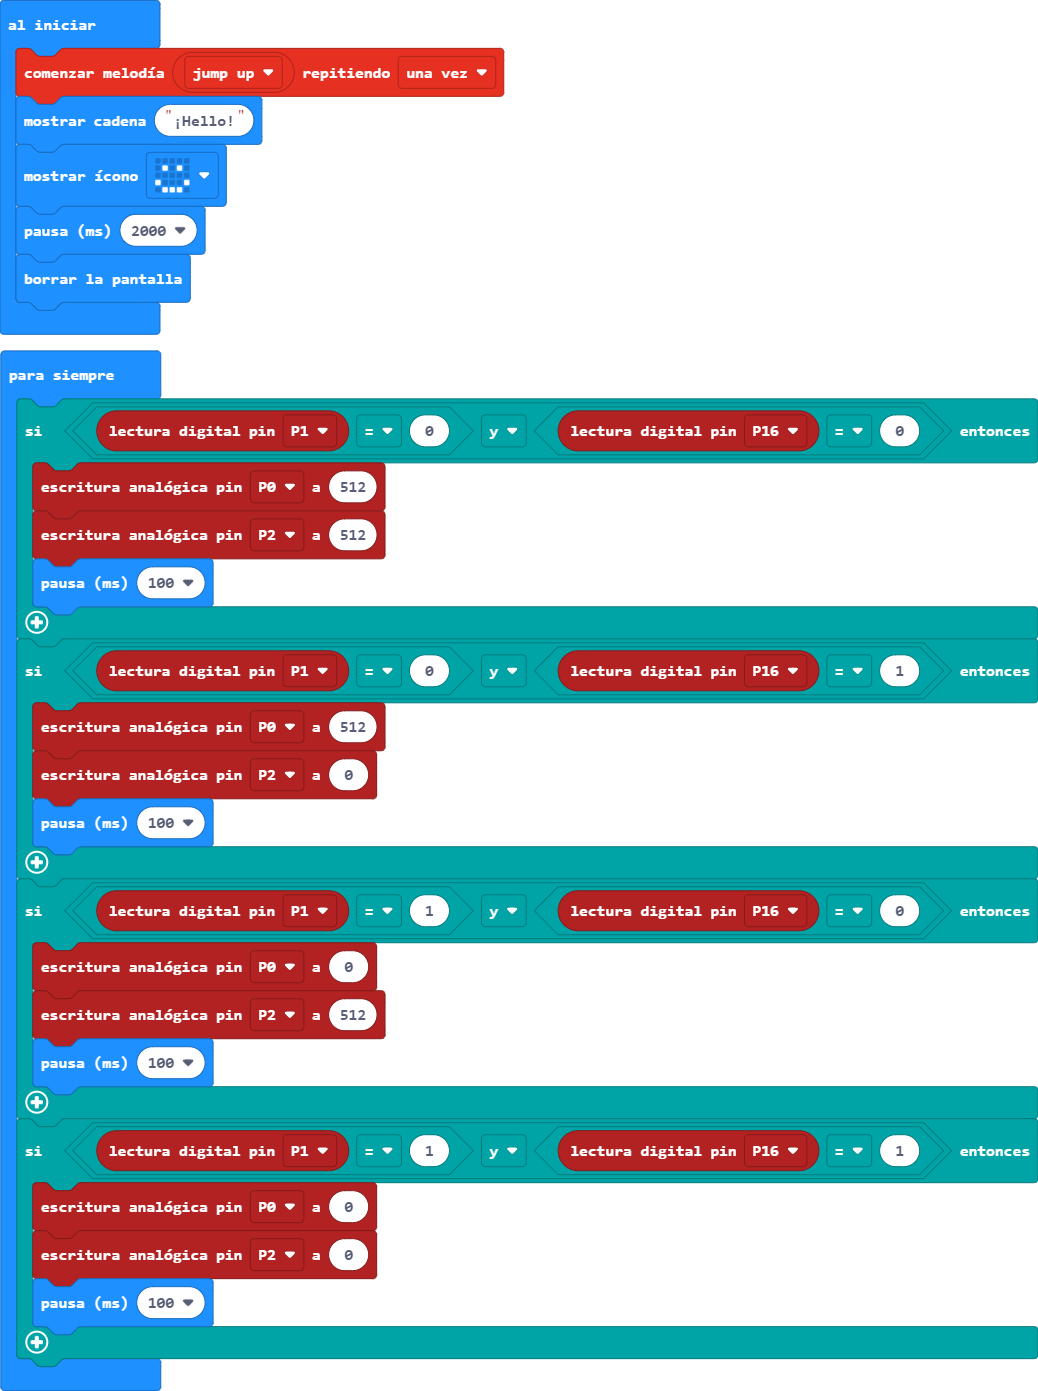 al iniciar
comenzar melodía jump up repitiendo una vez
mostrar cadena "¡Hello!"
mostrar ícono
pausa (ms) 2000
borrar la pantalla
para siempre
si lectura digital pin P1 = 0 y lectura digital pin P16 = 0 entonces
escritura analógica pin P0 a 512
escritura analógica pin P2 a 512
pausa (ms) 100
si lectura digital pin P1 = 0 y lectura digital pin P16 = 1 entonces
escritura analógica pin P0 a 512
escritura analógica pin P2 a 0
pausa (ms) 100
si lectura digital pin P1 = 1 y lectura digital pin P16 = 0 entonces
escritura analógica pin P0 a 0
escritura analógica pin P2 a 512
pausa (ms) 100
si lectura digital pin P1 = 1 y lectura digital pin P16 = 1 entonces
escritura analógica pin P0 a 0
escritura analógica pin P2 a 0
pausa (ms) 100